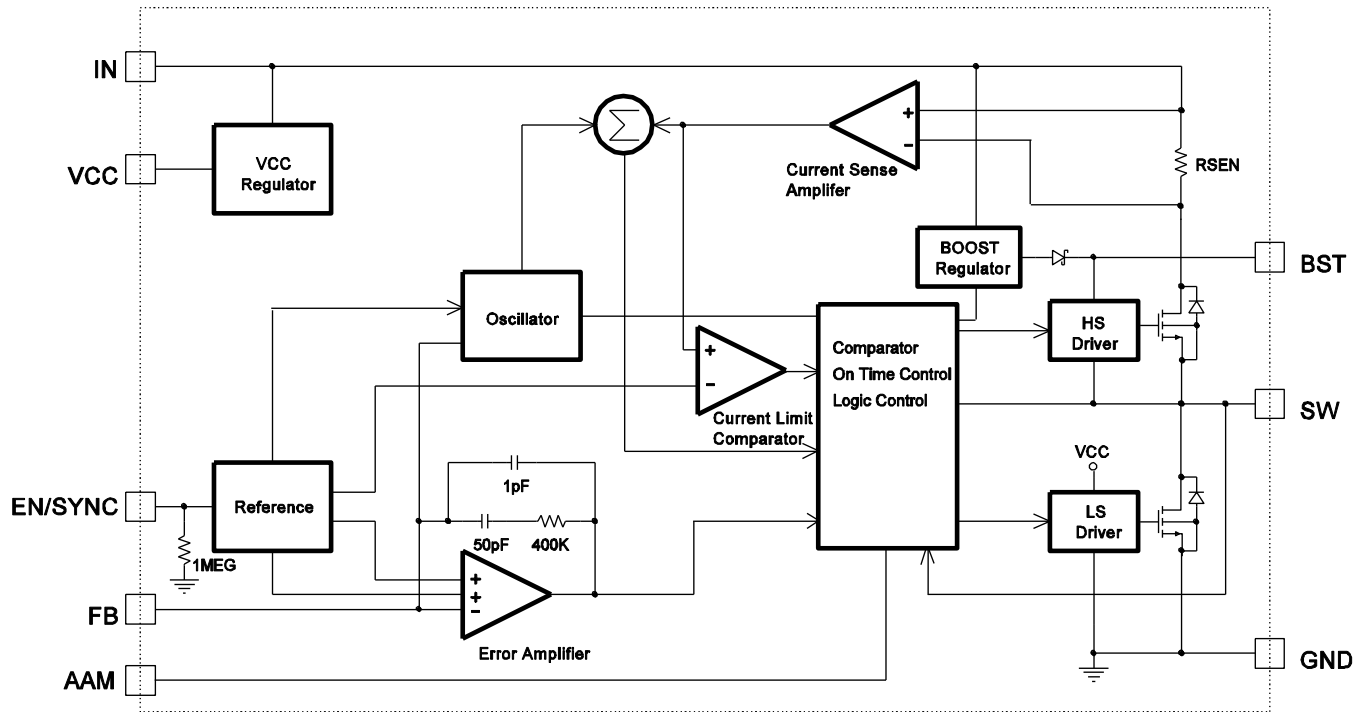 IN
VCC
VCC
Regulator
Σ
+
-
Current Sense
Amplifer
RSEN
BOOST
Regulator
BST
Oscillator
HS
Driver
+
-
Current Limit
Comparator
Comparator
On Time Control
Logic Control
SW
VCC
LS
Driver
EN/SYNC
Reference
1MEG
1pF
50pF
400K
FB
+
+
-
Error Amplifier
AAM
GND